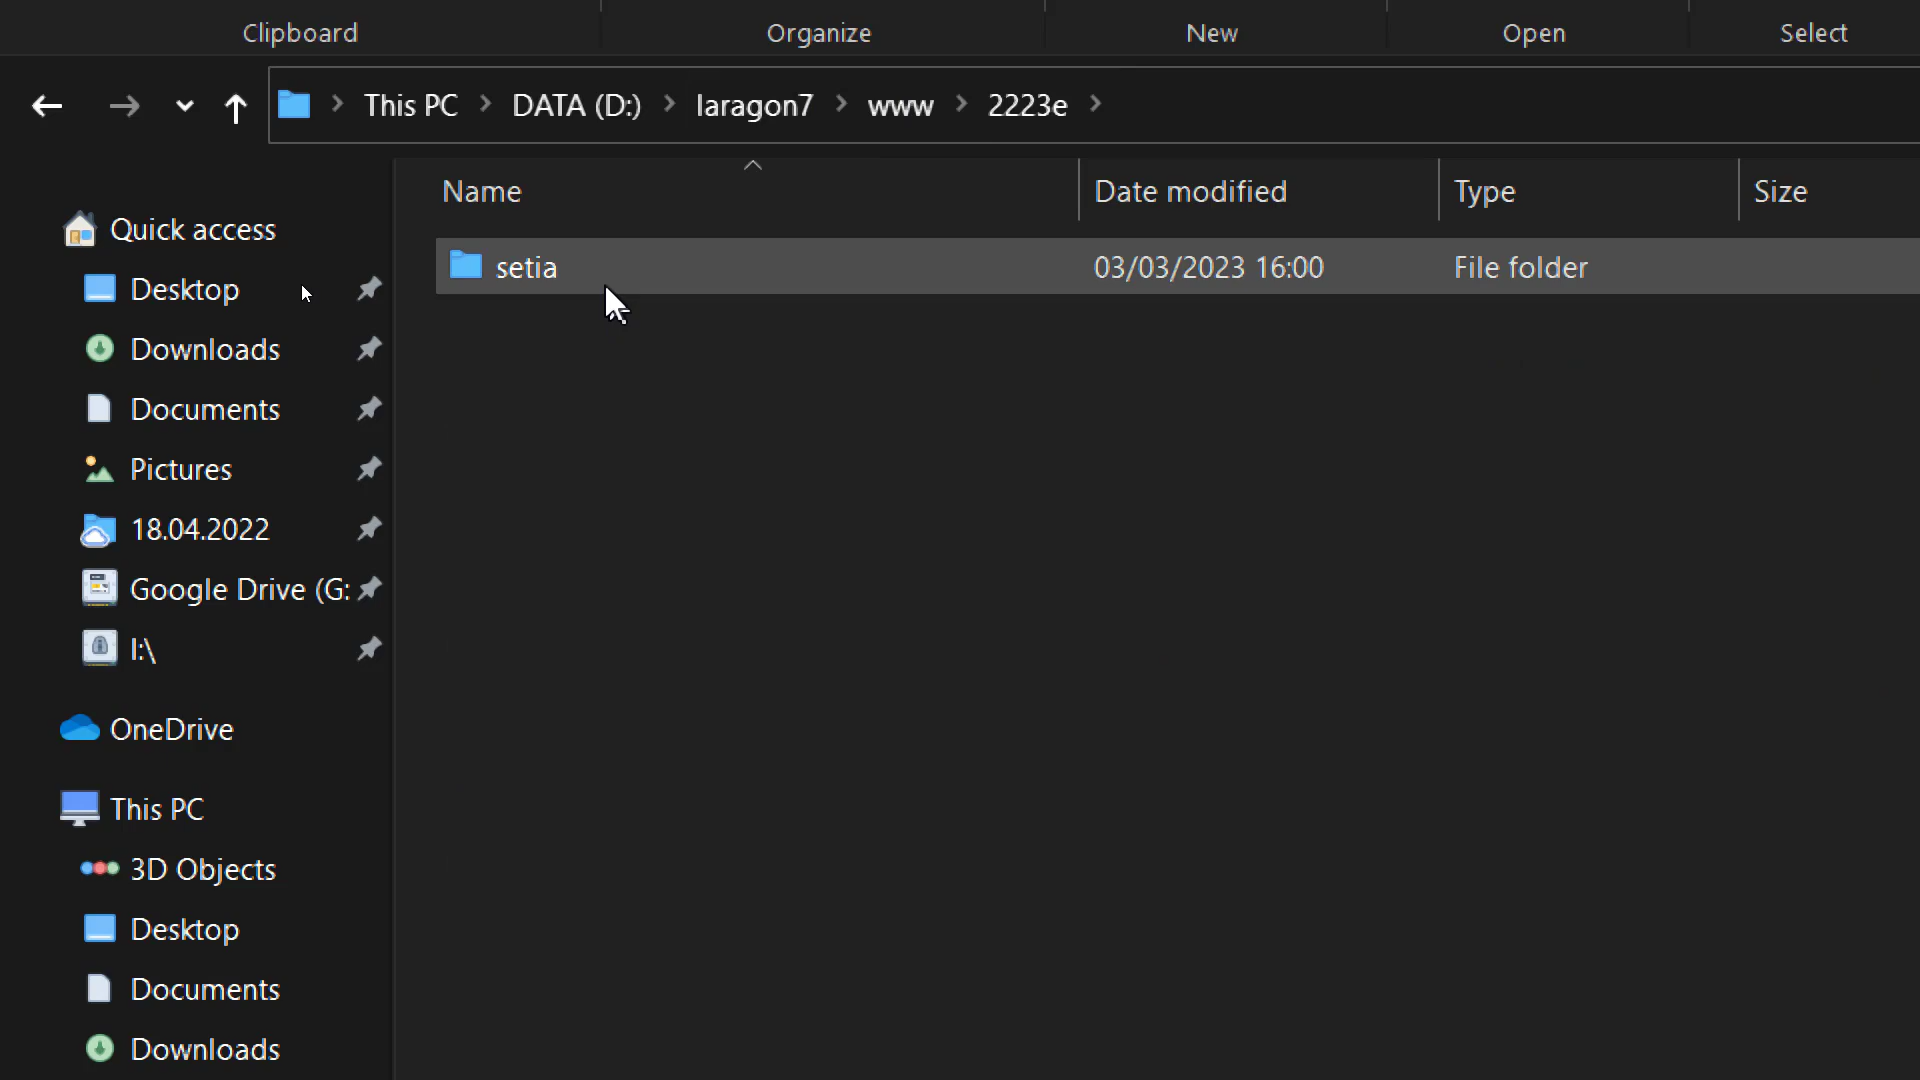 Clipboard Organize New Open Select
This PC DATA (D:) laragon7 www 2223e
Name Date modified Type Size
setia 03/03/2023 16:00 File folder
Quick access
Desktop
Downloads
Documents
Pictures
18.04.2022
Google Drive (G:
I:\
OneDrive
This PC
3D Objects
Desktop
Documents
Downloads